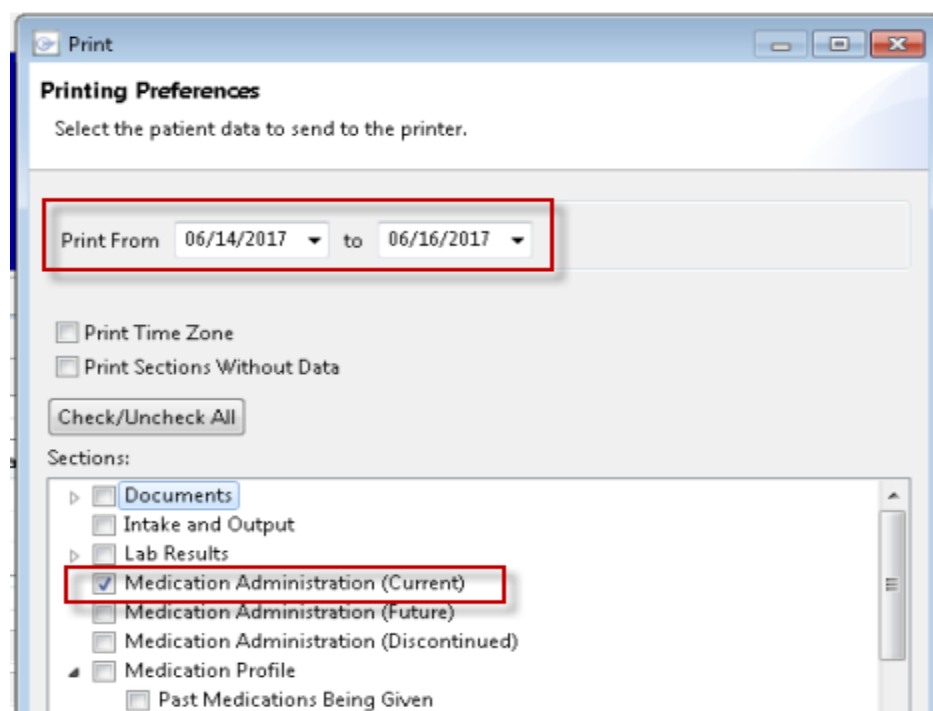 Print
Printing Preferences
Select the patient data to send to the printer.
Print From 06/14/2017 to 06/16/2017
Print Time Zone
Print Sections Without Data
Check/Uncheck All
Sections:
Documents
Intake and Output
Lab Results
Medication Administration (Current)
Medication Administration (Future)
Medication Administration (Discontinued)
Medication Profile
Past Medications Being Given